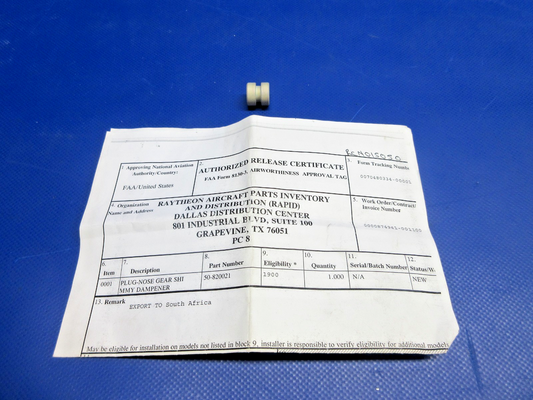 RCN015050
1. Approving National Aviation
Authority/Country:
FAA/United States
2.
AUTHORIZED RELEASE CERTIFICATE
FAA Form 8130-3, AIRWORTHINESS APPROVAL TAG
3.
Form Tracking Number
4. Organization
Name and Address
RAYTHEON AIRCRAFT PARTS INVENTORY
AND DISTRIBUTION (RAPID)
DALLAS DISTRIBUTION CENTER
801 INDUSTRIAL BLVD, SUITE 100
GRAPEVINE, TX 76051
PC 8
5. Work Order/Contract/
Invoice Number
6.
Item
7.
Description
8.
Part Number
9.
Eligibility *
10.
Quantity
11.
Serial/Batch Number
12.
Status/W
0001
PLUG-NOSE GEAR SHI
MMY DAMPENER
50-820021
1900
1.000
N/A
NEW
13. Remark
EXPORT TO South Africa
May be eligible for installation on models not listed in block 9, installer is responsible to verify eligibility for additional models